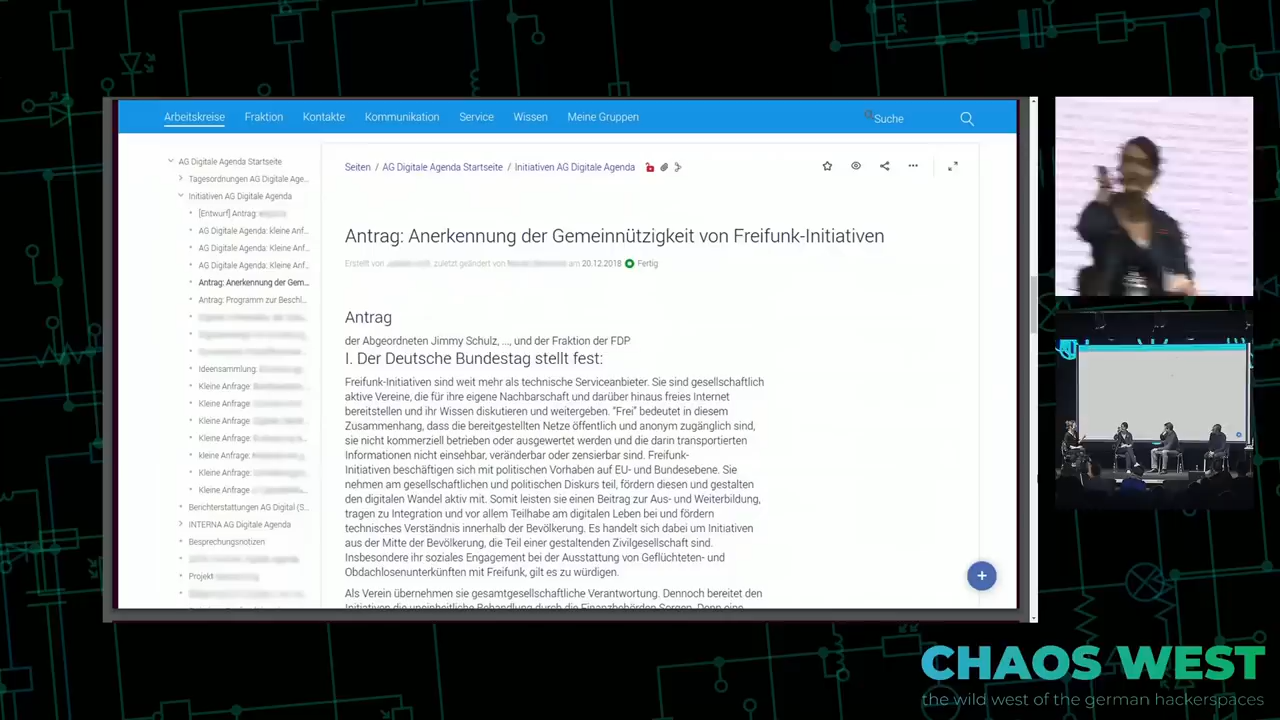 Arbeitskreise Fraktion Kontakte Kommunikation Service Wissen Meine Gruppen Suche
AG Digitale Agenda Startseite
Tagesordnungen AG Digitale Age...
Initiativen AG Digitale Agenda
[Entwurf] Antrag:
AG Digitale Agenda: Kleine Anf...
AG Digitale Agenda: Kleine Anf...
AG Digitale Agenda: Kleine Anf...
Antrag: Anerkennung der Gem...
Antrag: Programm zur Beschl...
Ideensammlung:
Kleine Anfrage:
Kleine Anfrage:
Kleine Anfrage:
Kleine Anfrage:
kleine Anfrage:
Kleine Anfrage:
Kleine Anfrage
Berichterstattungen AG Digital (S...
INTERNA AG Digitale Agenda
Besprechungsnotizen
Projekt
Seiten / AG Digitale Agenda Startseite / Initiativen AG Digitale Agenda
Antrag: Anerkennung der Gemeinnützigkeit von Freifunk-Initiativen
Erstellt von zuletzt geändert von am 20.12.2018 Fertig
Antrag
der Abgeordneten Jimmy Schulz, ..., und der Fraktion der FDP
I. Der Deutsche Bundestag stellt fest:
Freifunk-Initiativen sind weit mehr als technische Serviceanbieter. Sie sind gesellschaftlich
aktive Vereine, die für ihre eigene Nachbarschaft und darüber hinaus freies Internet
bereitstellen und ihr Wissen diskutieren und weitergeben. "Frei" bedeutet in diesem
Zusammenhang, dass die bereitgestellten Netze öffentlich und anonym zugänglich sind,
sie nicht kommerziell betrieben oder ausgewertet werden und die darin transportierten
Informationen nicht einsehbar, veränderbar oder zensierbar sind. Freifunk-
Initiativen beschäftigen sich mit politischen Vorhaben auf EU- und Bundesebene. Sie
nehmen am gesellschaftlichen und politischen Diskurs teil, fördern diesen und gestalten
den digitalen Wandel aktiv mit. Somit leisten sie einen Beitrag zur Aus- und Weiterbildung,
tragen zu Integration und vor allem Teilhabe am digitalen Leben bei und fördern
technisches Verständnis innerhalb der Bevölkerung. Es handelt sich dabei um Initiativen
aus der Mitte der Bevölkerung, die Teil einer gestaltenden Zivilgesellschaft sind.
Insbesondere ihr soziales Engagement bei der Ausstattung von Geflüchteten- und
Obdachlosenunterkünften mit Freifunk, gilt es zu würdigen.
Als Verein übernehmen sie gesamtgesellschaftliche Verantwortung. Dennoch bereitet den
Initiativen die uneinheitliche Behandlung durch die Finanzbehörden Sorgen. Denn eine
CHAOS WEST
the wild west of the german hackerspaces